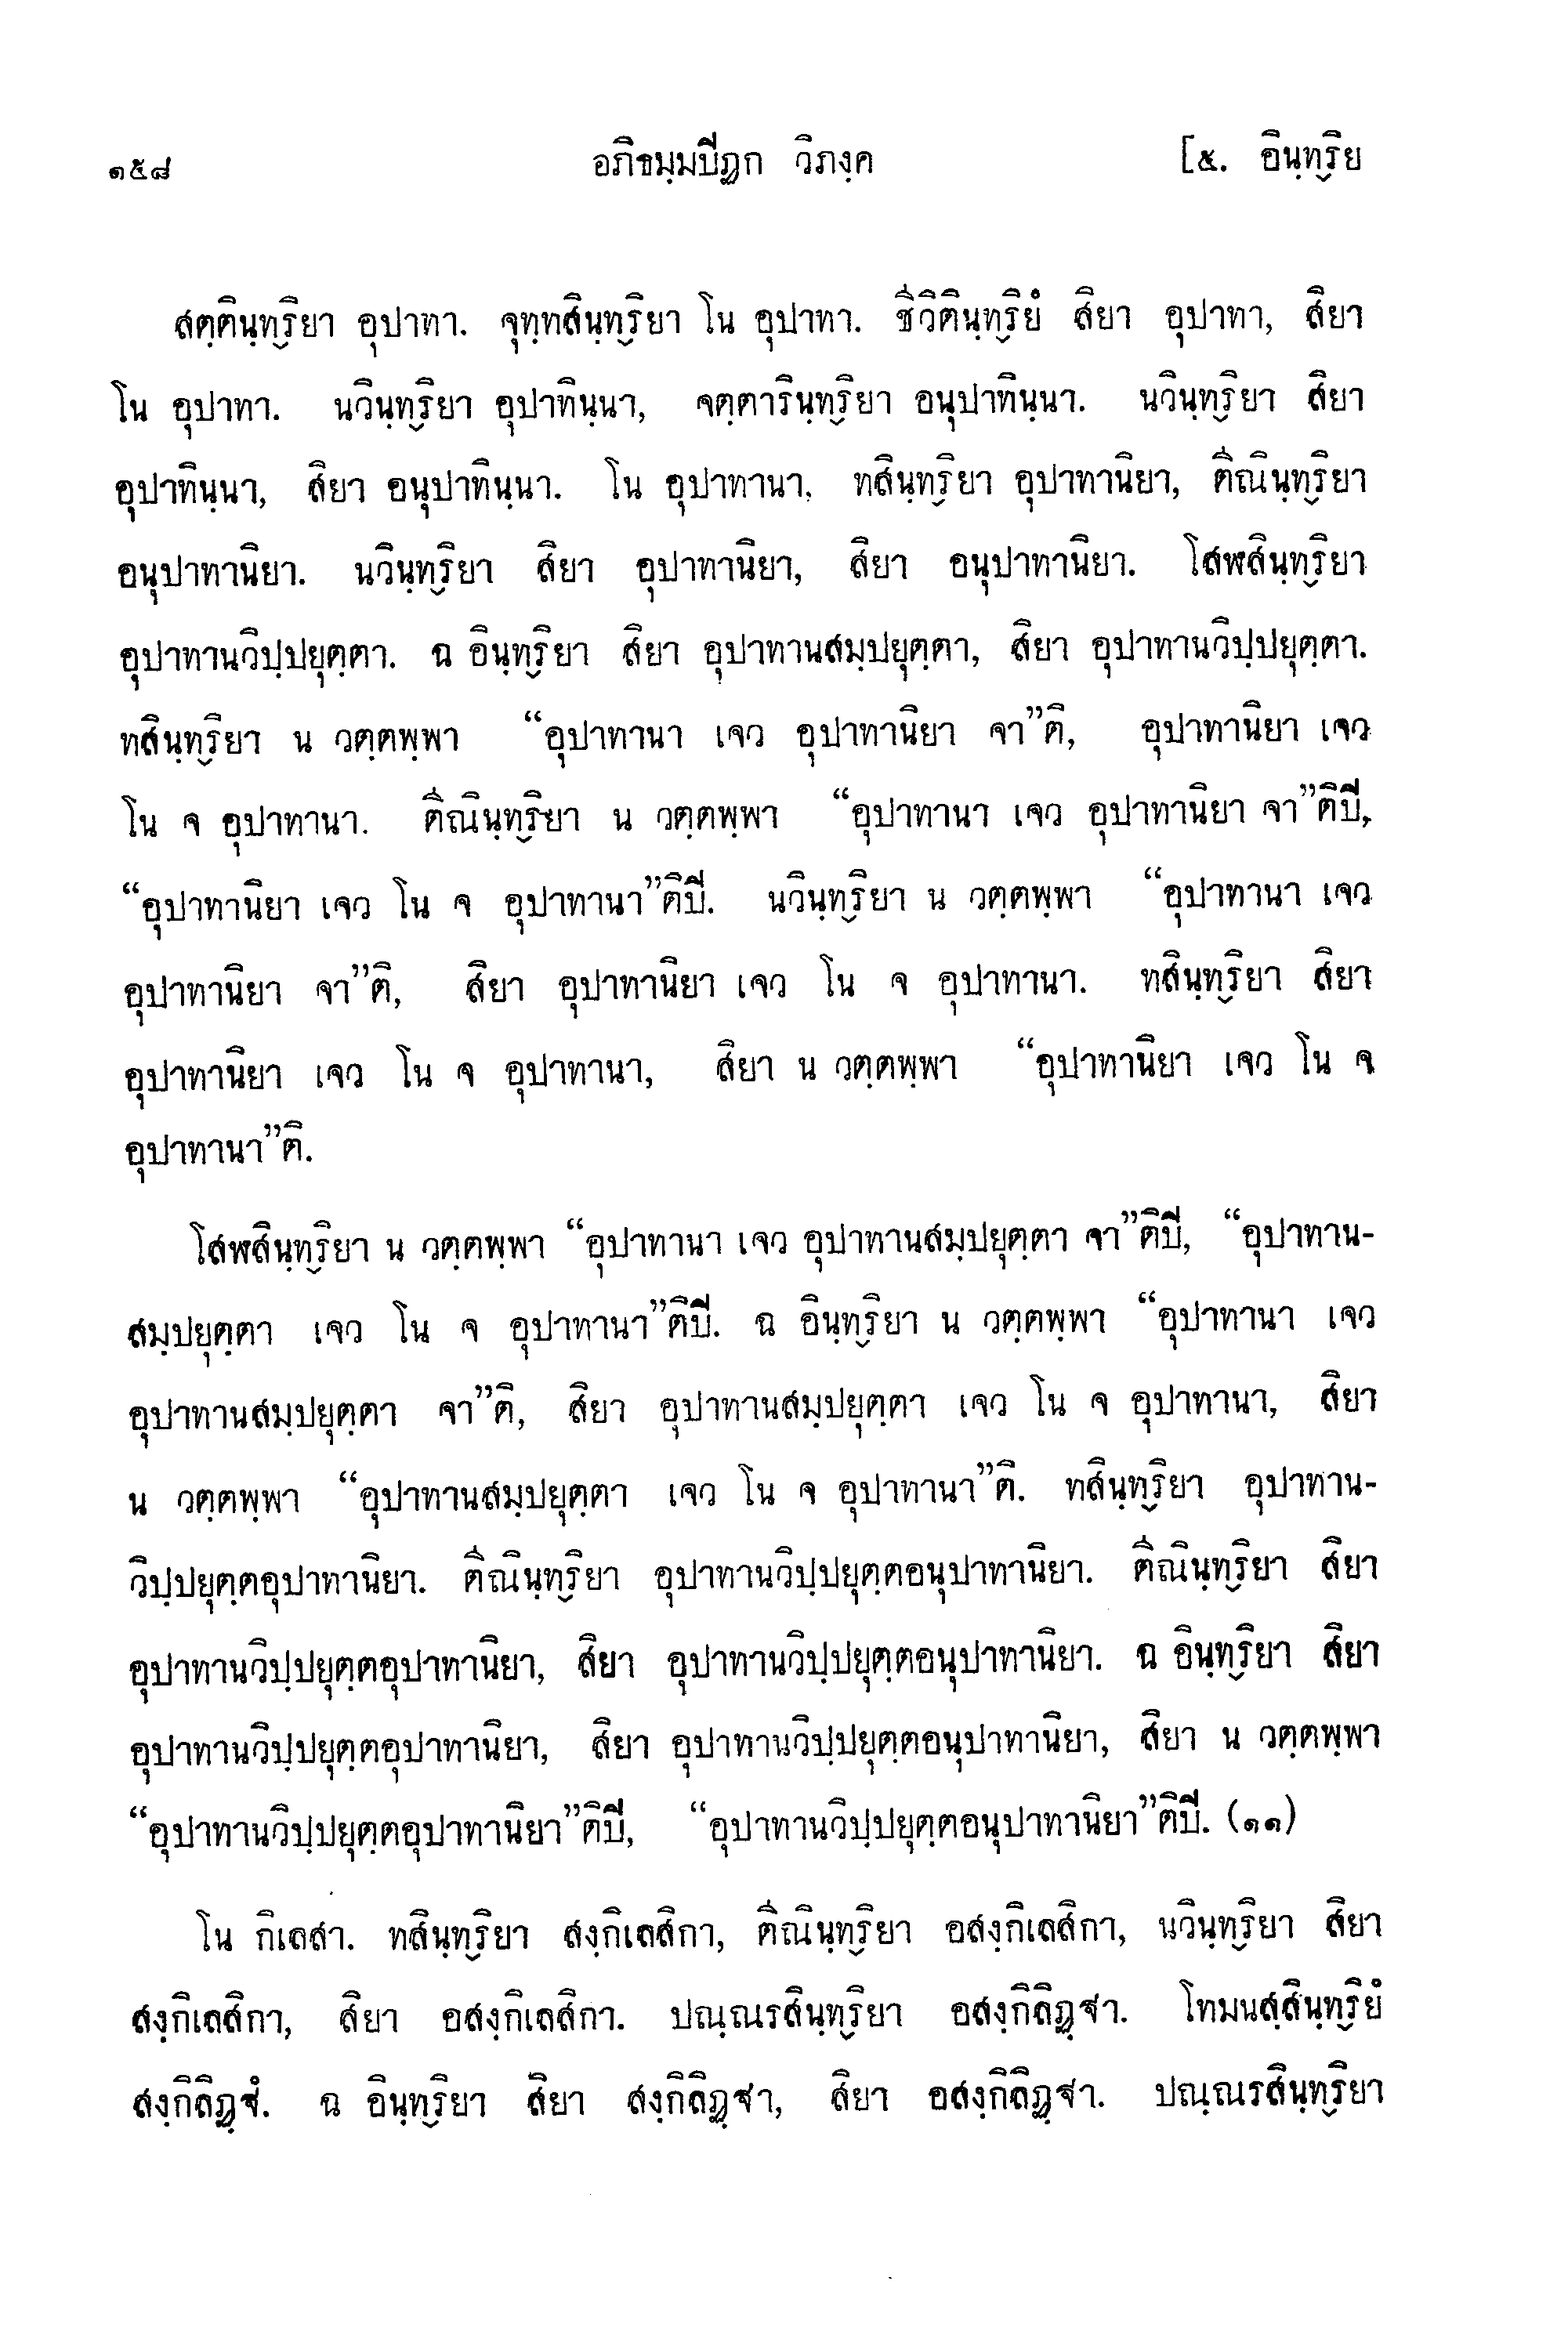 ๑๕๘ อภิธมฺมปิฏก วิภงฺค [๕. อินฺทฺริย
สตฺตินฺทฺริยา อุปาทา. จุทฺทสินฺทฺริยา โน อุปาทา. ชีวิตินฺทฺริยํ สิยา อุปาทา, สิยา
โน อุปาทา. นวินฺทฺริยา อุปาทินฺนา, จตฺตารินฺทฺริยา อนุปาทินฺนา. นวินฺทฺริยา สิยา
อุปาทินฺนา, สิยา อนุปาทินฺนา. โน อุปาทานา. ทสินฺทฺริยา อุปาทานิยา, ตีณินฺทฺริยา
อนุปาทานิยา. นวินฺทฺริยา สิยา อุปาทานิยา, สิยา อนุปาทานิยา. โสฬสินฺทฺริยา
อุปาทานวิปฺปยุตฺตา. ฉ อินฺทฺริยา สิยา อุปาทานสมฺปยุตฺตา, สิยา อุปาทานวิปฺปยุตฺตา.
ทสินฺทฺริยา น วตฺตพฺพา “อุปาทานา เจว อุปาทานิยา จา”ติ, อุปาทานิยา เจว
โน จ อุปาทานา. ตีณินฺทฺริยา น วตฺตพฺพา “อุปาทานา เจว อุปาทานิยา จา”ติปิ,
“อุปาทานิยา เจว โน จ อุปาทานา”ติปิ. นวินฺทฺริยา น วตฺตพฺพา “อุปาทานา เจว
อุปาทานิยา จา”ติ, สิยา อุปาทานิยา เจว โน จ อุปาทานา. ทสินฺทฺริยา สิยา
อุปาทานิยา เจว โน จ อุปาทานา, สิยา น วตฺตพฺพา “อุปาทานิยา เจว โน จ
อุปาทานา”ติ.
โสฬสินฺทฺริยา น วตฺตพฺพา “อุปาทานา เจว อุปาทานสมฺปยุตฺตา จา”ติปิ, “อุปาทาน-
สมฺปยุตฺตา เจว โน จ อุปาทานา”ติปิ. ฉ อินฺทฺริยา น วตฺตพฺพา “อุปาทานา เจว
อุปาทานสมฺปยุตฺตา จา”ติ, สิยา อุปาทานสมฺปยุตฺตา เจว โน จ อุปาทานา, สิยา
น วตฺตพฺพา “อุปาทานสมฺปยุตฺตา เจว โน จ อุปาทานา”ติ. ทสินฺทฺริยา อุปาทาน-
วิปฺปยุตฺตอุปาทานิยา. ตีณินฺทฺริยา อุปาทานวิปฺปยุตฺตอนุปาทานิยา. ตีณินฺทฺริยา สิยา
อุปาทานวิปฺปยุตฺตอุปาทานิยา, สิยา อุปาทานวิปฺปยุตฺตอนุปาทานิยา. ฉ อินฺทฺริยา สิยา
อุปาทานวิปฺปยุตฺตอุปาทานิยา, สิยา อุปาทานวิปฺปยุตฺตอนุปาทานิยา, สิยา น วตฺตพฺพา
“อุปาทานวิปฺปยุตฺตอุปาทานิยา”ติปิ, “อุปาทานวิปฺปยุตฺตอนุปาทานิยา”ติปิ. (๑๑)
โน กิเลสา. ทสินฺทฺริยา สงฺกิเลสิกา, ตีณินฺทฺริยา อสงฺกิเลสิกา, นวินฺทฺริยา สิยา
สงฺกิเลสิกา, สิยา อสงฺกิเลสิกา. ปณฺณรสินฺทฺริยา อสงฺกิลิฏฺฐา. โทมนสฺสินฺทฺริยํ
สงฺกิลิฏฺฐํ. ฉ อินฺทฺริยา สิยา สงฺกิลิฏฺฐา, สิยา อสงฺกิลิฏฺฐา. ปณฺณรสินฺทฺริยา